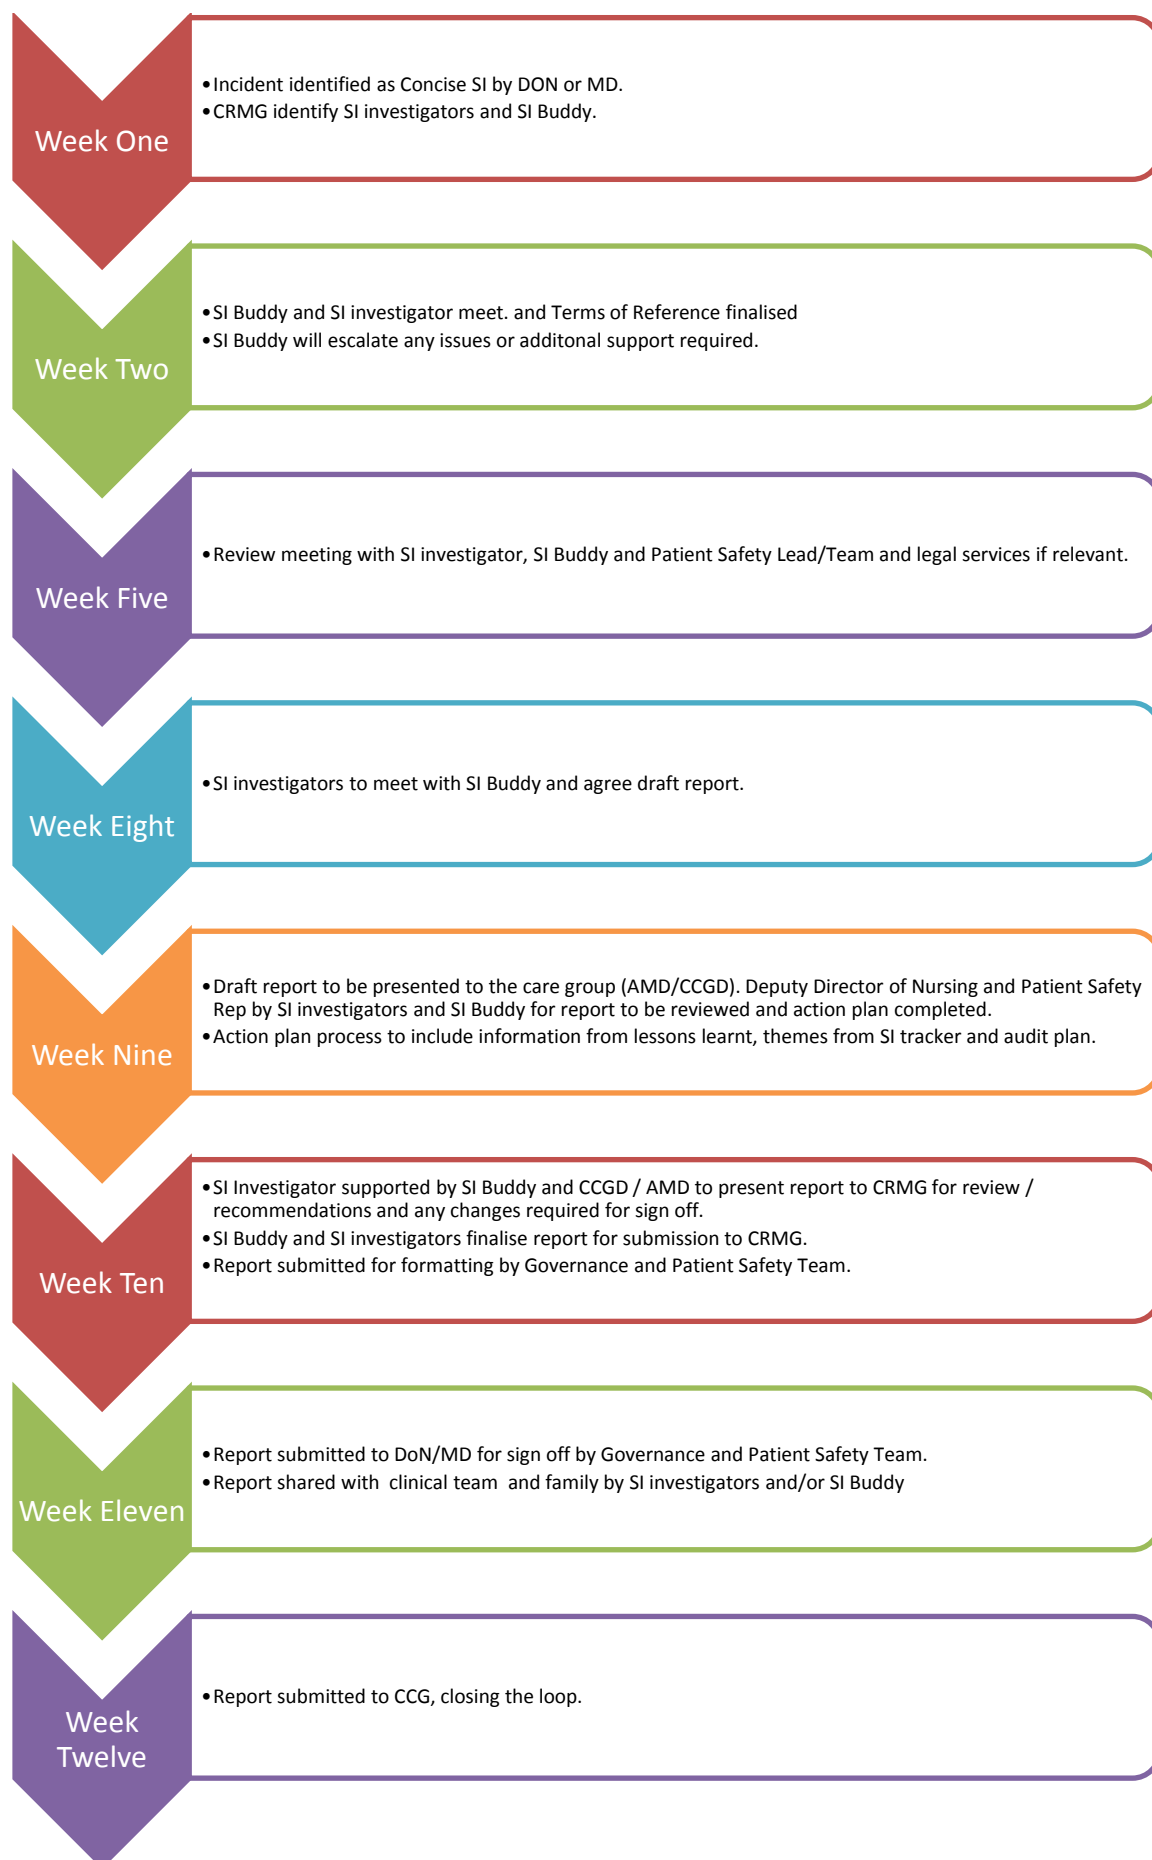 Week One
•Incident identified as Concise SI by DON or MD.
•CRMG identify SI investigators and SI Buddy.
Week Two
•SI Buddy and SI investigator meet. and Terms of Reference finalised
•SI Buddy will escalate any issues or additonal support required.
Week Five
•Review meeting with SI investigator, SI Buddy and Patient Safety Lead/Team and legal services if relevant.
Week Eight
•SI investigators to meet with SI Buddy and agree draft report.
Week Nine
•Draft report to be presented to the care group (AMD/CCGD). Deputy Director of Nursing and Patient Safety
Rep by SI investigators and SI Buddy for report to be reviewed and action plan completed.
•Action plan process to include information from lessons learnt, themes from SI tracker and audit plan.
Week Ten
•SI Investigator supported by SI Buddy and CCGD / AMD to present report to CRMG for review /
recommendations and any changes required for sign off.
•SI Buddy and SI investigators finalise report for submission to CRMG.
•Report submitted for formatting by Governance and Patient Safety Team.
Week Eleven
•Report submitted to DoN/MD for sign off by Governance and Patient Safety Team.
•Report shared with clinical team and family by SI investigators and/or SI Buddy
Week
Twelve
•Report submitted to CCG, closing the loop.